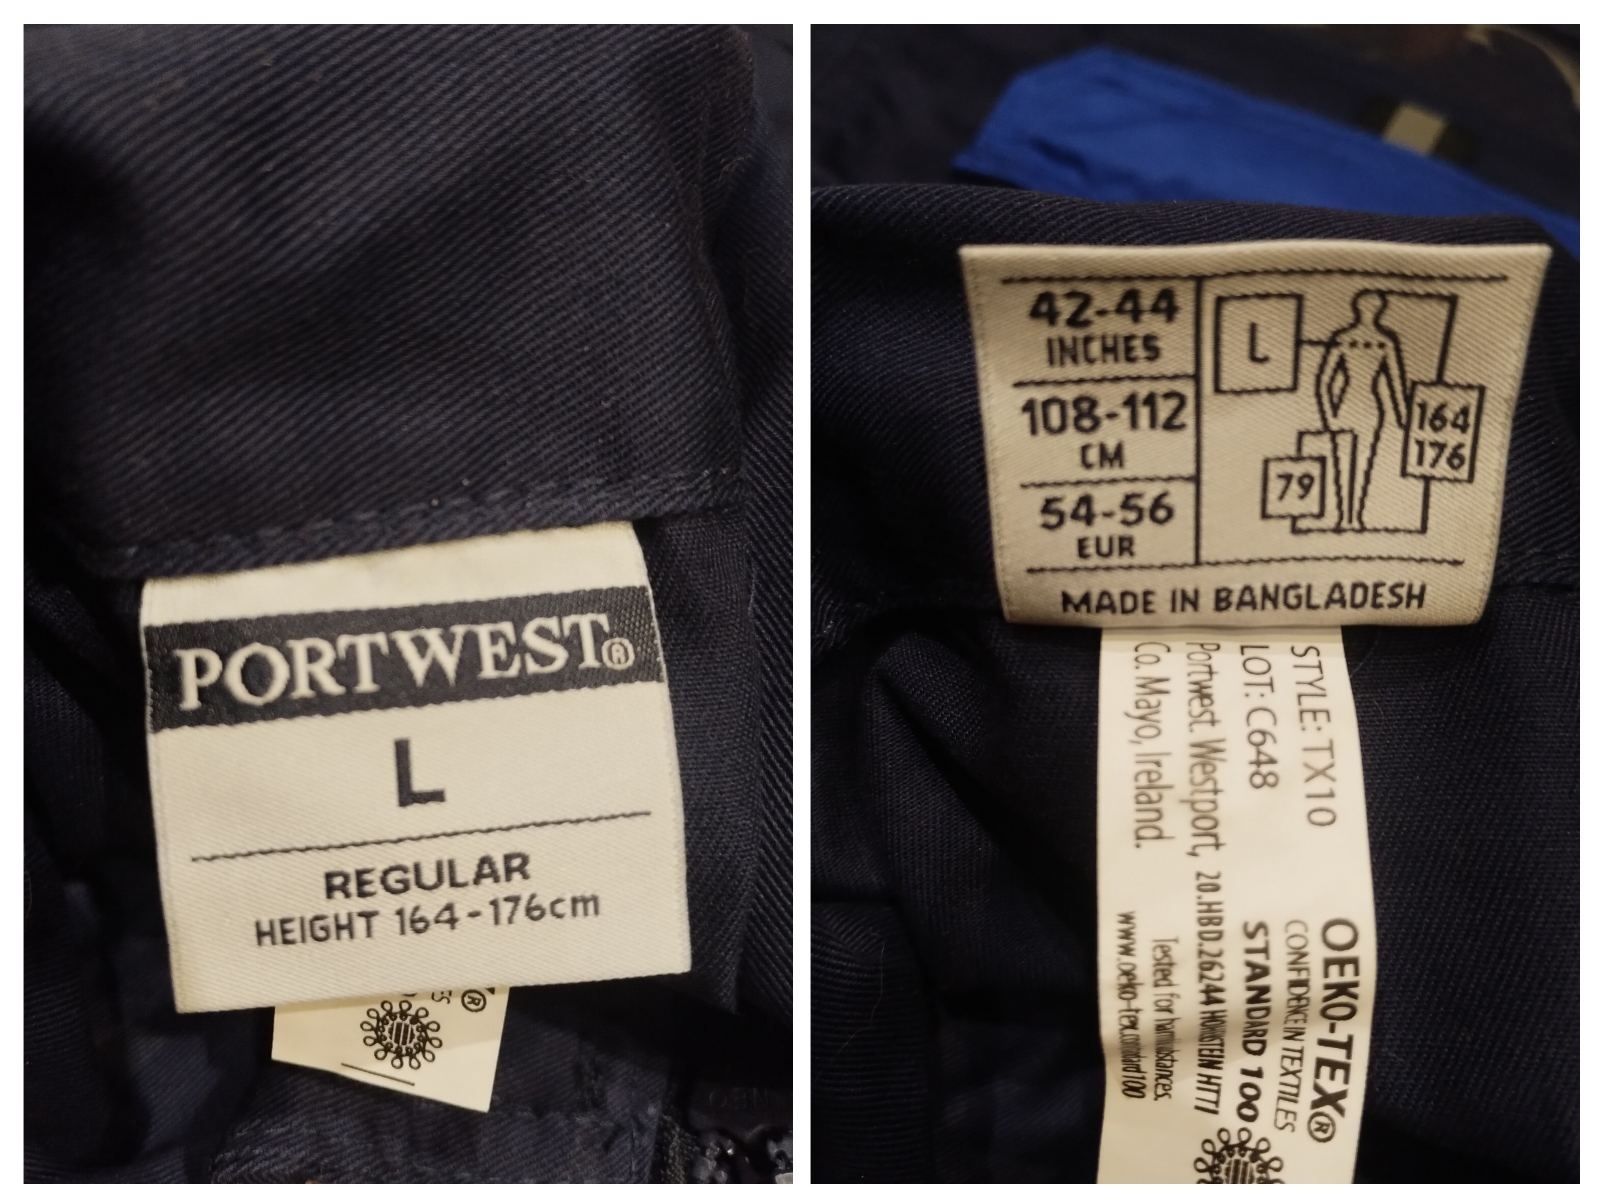 PORTWEST®
L
REGULAR
HEIGHT 164-176cm
42-44
INCHES
108-112
CM
54-56
EUR
L
164
176
79
MADE IN BANGLADESH
STYLE: TX10
LOT: C648
Portwest. Westport,
Co. Mayo, Ireland.
OEKO-TEX®
CONFIDENCE IN TEXTILES
STANDARD 100
20.HBD.26244 HOHENSTEIN HTTI
Tested for harmful substances.
www.oeko-tex.com/standard100